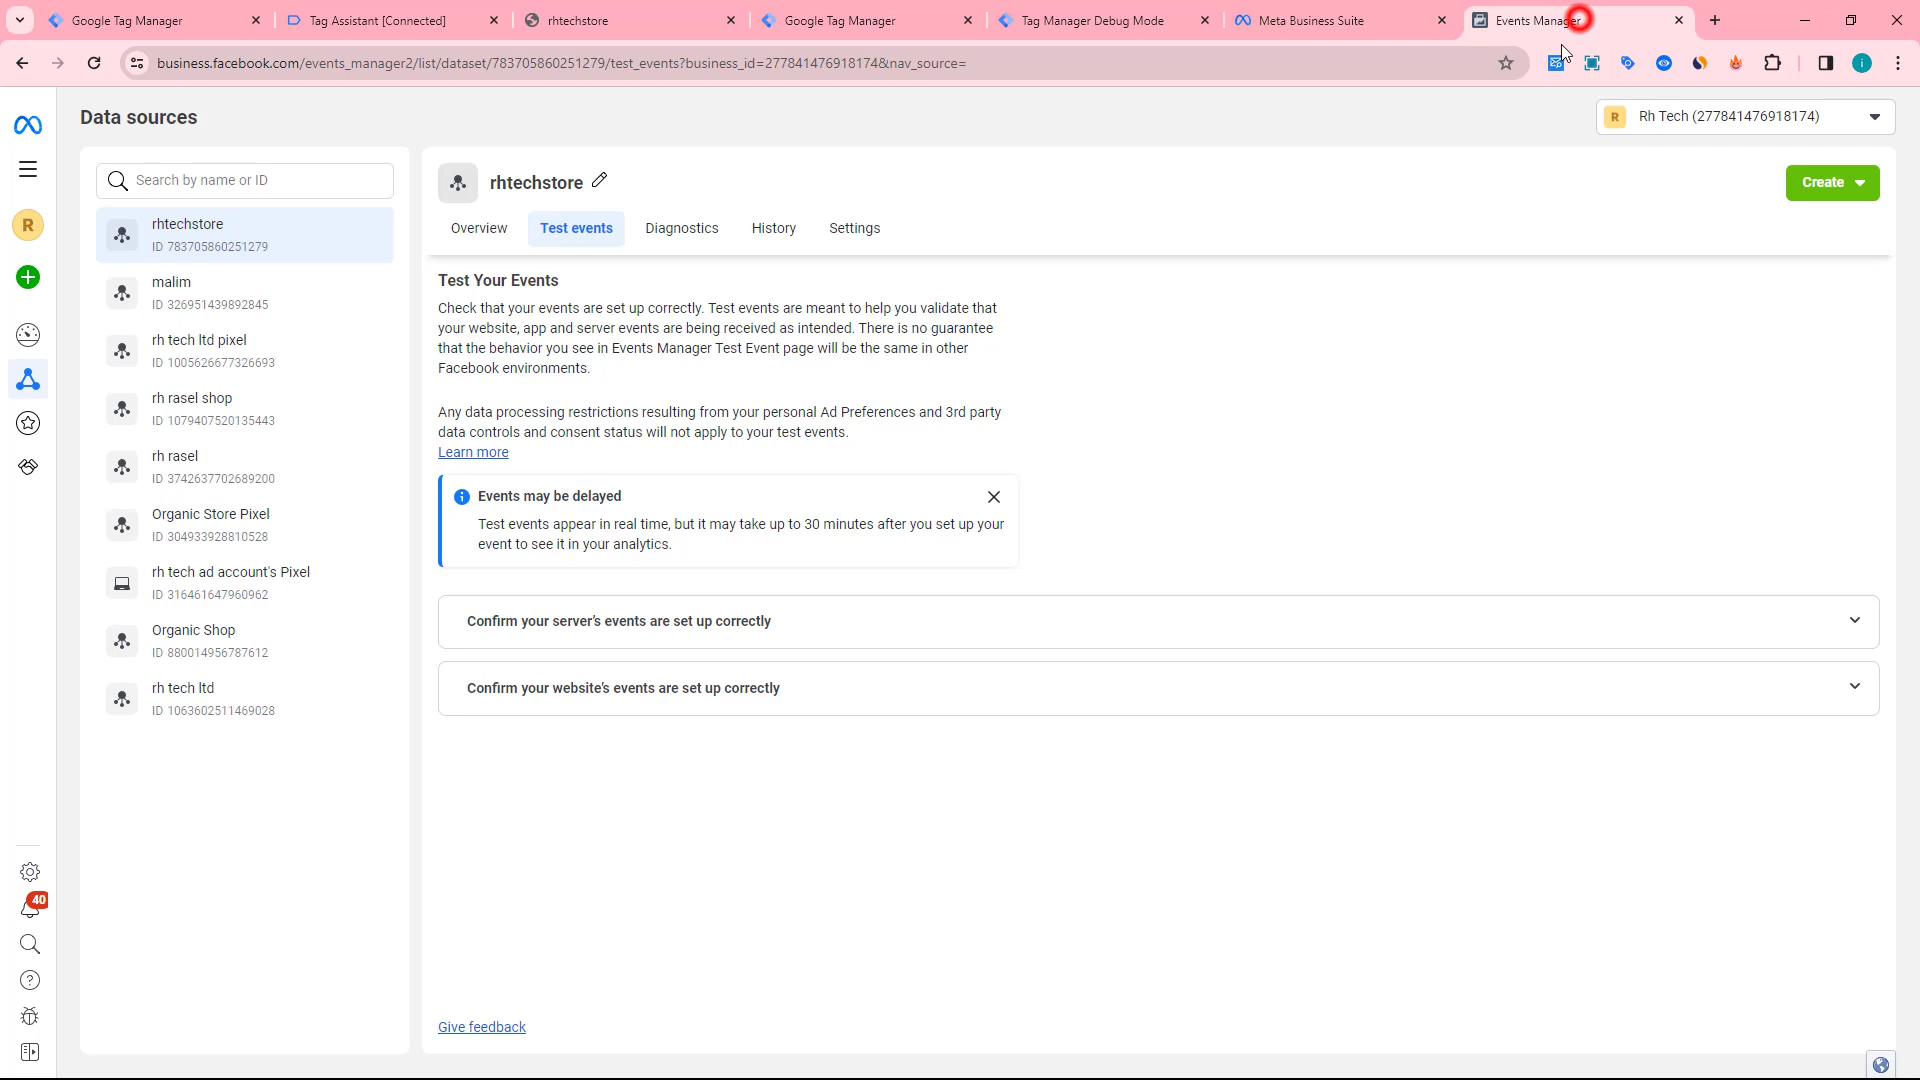 Google Tag Manager
Tag Assistant [Connected]
rhtechstore
Google Tag Manager
Tag Manager Debug Mode
Meta Business Suite
Events Manager
business.facebook.com/events_manager2/list/dataset/783705860251279/test_events?business_id=277841476918174&nav_source=
i
Data sources
R
Rh Tech (277841476918174)
Search by name or ID
R
rhtechstore
ID 783705860251279
malim
ID 326951439892845
rh tech ltd pixel
ID 1005626677326693
rh rasel shop
ID 1079407520135443
rh rasel
ID 3742637702689200
Organic Store Pixel
ID 304933928810528
rh tech ad account's Pixel
ID 316461647960962
Organic Shop
ID 880014956787612
rh tech ltd
ID 1063602511469028
40
rhtechstore
Create
Overview
Test events
Diagnostics
History
Settings
Test Your Events
Check that your events are set up correctly. Test events are meant to help you validate that
your website, app and server events are being received as intended. There is no guarantee
that the behavior you see in Events Manager Test Event page will be the same in other
Facebook environments.
Any data processing restrictions resulting from your personal Ad Preferences and 3rd party
data controls and consent status will not apply to your test events.
Learn more
Events may be delayed
Test events appear in real time, but it may take up to 30 minutes after you set up your
event to see it in your analytics.
Confirm your server's events are set up correctly
Confirm your website's events are set up correctly
Give feedback